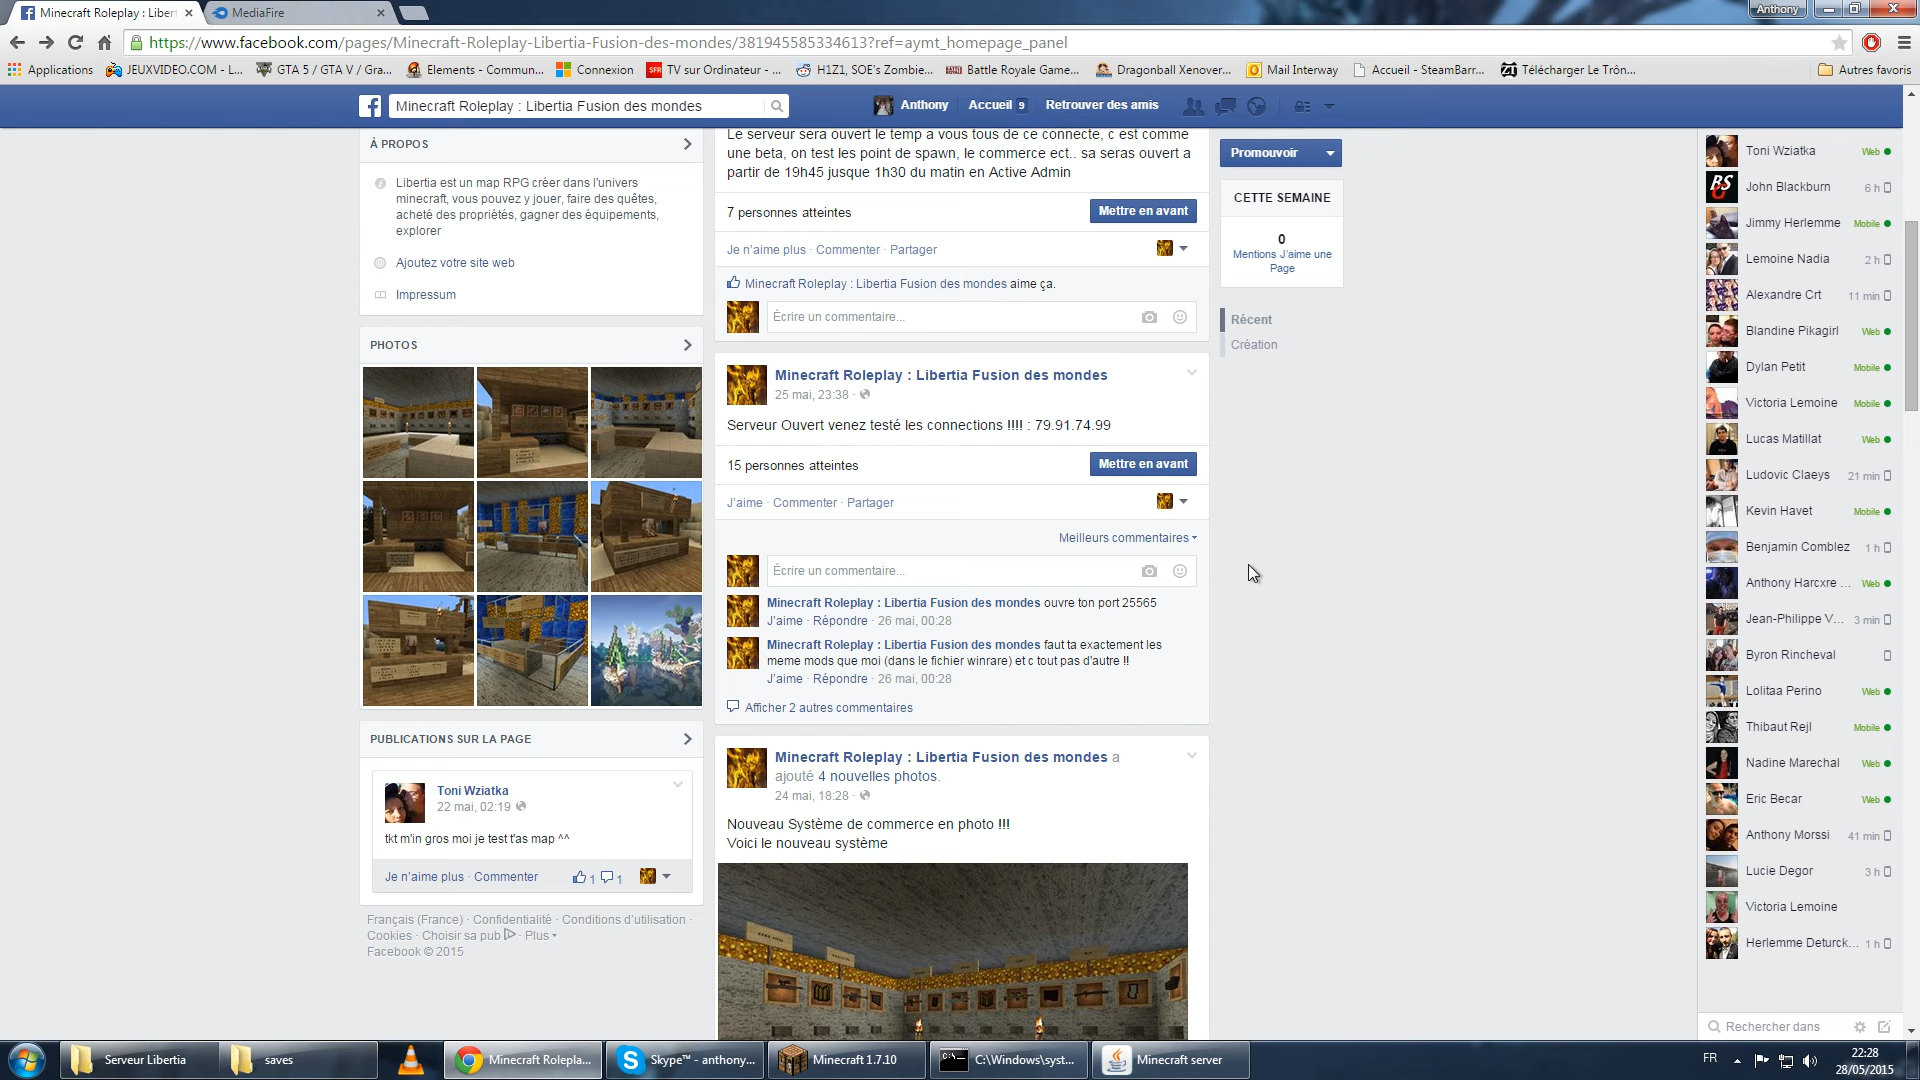 Minecraft Roleplay : Libert
MediaFire
Anthony
https://www.facebook.com/pages/Minecraft-Roleplay-Libertia-Fusion-des-mondes/381945585334613?ref=aymt_homepage_panel
Applications
JEUXVIDEO.COM - L...
GTA 5 / GTA V / Gra...
Elements - Commun...
Connexion
TV sur Ordinateur - ...
H1Z1, SOE's Zombie...
Battle Royale Game...
Dragonball Xenover...
Mail Interway
Accueil - SteamBarr...
Télécharger Le Trôn...
Autres favoris
Minecraft Roleplay : Libertia Fusion des mondes
Anthony
Accueil 9
Retrouver des amis
À PROPOS
Libertia est un map RPG créer dans l'univers
minecraft, vous pouvez y jouer, faire des quêtes,
acheté des propriétés, gagner des équipements,
explorer
Ajoutez votre site web
Impressum
PHOTOS
PUBLICATIONS SUR LA PAGE
Toni Wziatka
22 mai, 02:19
tkt m'in gros moi je test t'as map ^^
Je n'aime plus · Commenter
1
1
Français (France) · Confidentialité · Conditions d'utilisation ·
Cookies · Choisir sa pub · Plus
Facebook © 2015
Le serveur sera ouvert le temp a vous tous de ce connecte, c est comme
une beta, on test les point de spawn, le commerce ect.. sa seras ouvert a
partir de 19h45 jusque 1h30 du matin en Active Admin
7 personnes atteintes
Mettre en avant
Je n'aime plus · Commenter · Partager
Minecraft Roleplay : Libertia Fusion des mondes aime ça.
Écrire un commentaire...
Minecraft Roleplay : Libertia Fusion des mondes
25 mai, 23:38 ·
Serveur Ouvert venez testé les connections !!!! : 79.91.74.99
15 personnes atteintes
Mettre en avant
J'aime · Commenter · Partager
Meilleurs commentaires
Écrire un commentaire...
Minecraft Roleplay : Libertia Fusion des mondes ouvre ton port 25565
J'aime · Répondre · 26 mai, 00:28
Minecraft Roleplay : Libertia Fusion des mondes faut ta exactement les
meme mods que moi (dans le fichier winrare) et c tout pas d'autre !!
J'aime · Répondre · 26 mai, 00:28
Afficher 2 autres commentaires
Minecraft Roleplay : Libertia Fusion des mondes a
ajouté 4 nouvelles photos.
24 mai, 18:28 ·
Nouveau Système de commerce en photo !!!
Voici le nouveau système
Promouvoir
CETTE SEMAINE
0
Mentions J'aime une
Page
Récent
Création
Toni Wziatka Web
John Blackburn 6 h
Jimmy Herlemme Mobile
Lemoine Nadia 2 h
Alexandre Crt 11 min
Blandine Pikagirl Web
Dylan Petit Mobile
Victoria Lemoine Mobile
Lucas Matillat Web
Ludovic Claeys 21 min
Kevin Havet Mobile
Benjamin Comblez 1 h
Anthony Harcxre ... Web
Jean-Philippe V... 3 min
Byron Rincheval
Lolitaa Perino Web
Thibaut Rejl Mobile
Nadine Marechal Web
Eric Becar Web
Anthony Morssi 41 min
Lucie Degor 3 h
Victoria Lemoine
Herlemme Deturck... 1 h
Rechercher dans
Serveur Libertia
saves
Minecraft Rolepla...
Skype™ - anthony...
Minecraft 1.7.10
C:\Windows\syst...
Minecraft server
FR
22:28
28/05/2015